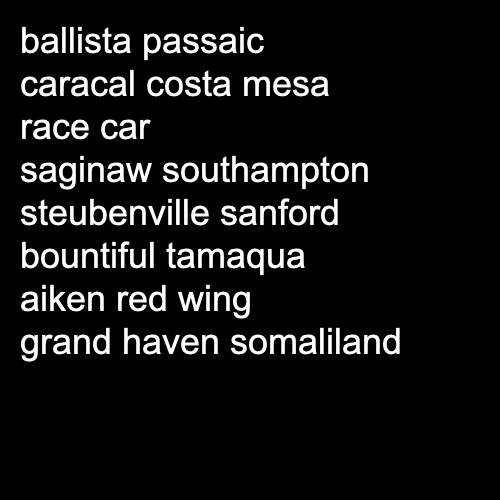 ballista passaic
caracal costa mesa
race car
saginaw southampton
steubenville sanford
bountiful tamaqua
aiken red wing
grand haven somaliland